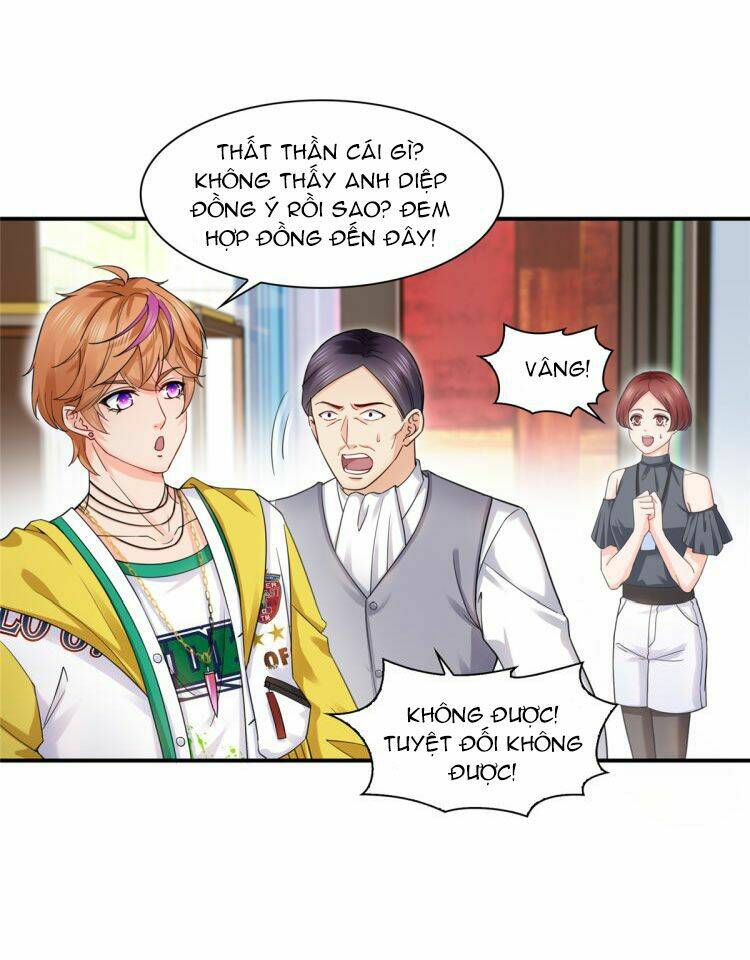 THẤT THẦN CÁI GÌ?
KHÔNG THẤY ANH DIỆP
ĐỒNG Ý RỒI SAO? ĐEM
HỢP ĐỒNG ĐẾN ĐÂY!
VÂNG!
KHÔNG ĐƯỢC!
TUYỆT ĐỐI KHÔNG
ĐƯỢC!
OF